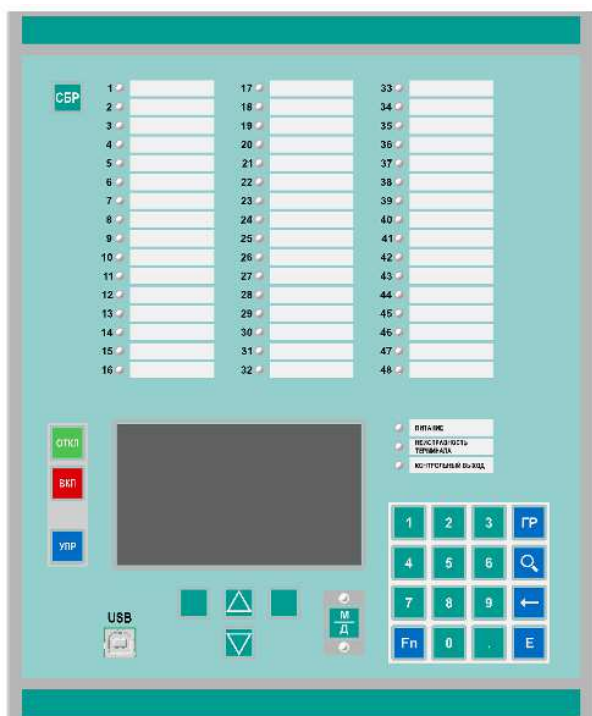 СБР
1 17 33
2 18 34
3 19 35
4 20 36
5 21 37
6 22 38
7 23 39
8 24 40
9 25 41
10 26 42
11 27 43
12 28 44
13 29 45
14 30 46
15 31 47
16 32 48
ПИТАНИЕ
НЕИСПРАВНОСТЬ
ТЕРМИНАЛА
КОНТРОЛЬНЫЙ ВЫХОД
ОТКЛ
ВКЛ
УПР
1 2 3 ГР
4 5 6
7 8 9 ←
Fn 0 . E
М
Д
USB